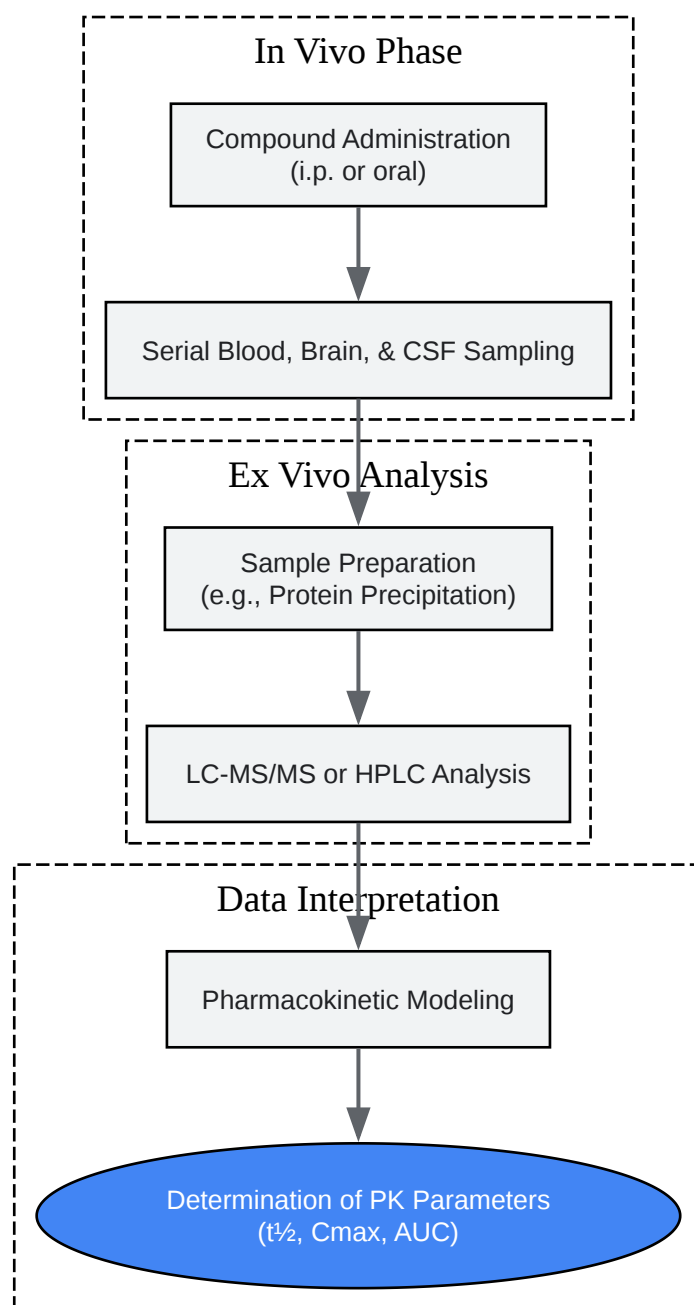 In Vivo Phase
Compound Administration
(i.p. or oral)
Serial Blood, Brain, & CSF Sampling
Ex Vivo Analysis
Sample Preparation
(e.g., Protein Precipitation)
LC-MS/MS or HPLC Analysis
Data Interpretation
Pharmacokinetic Modeling
Determination of PK Parameters
(t½, Cmax, AUC)